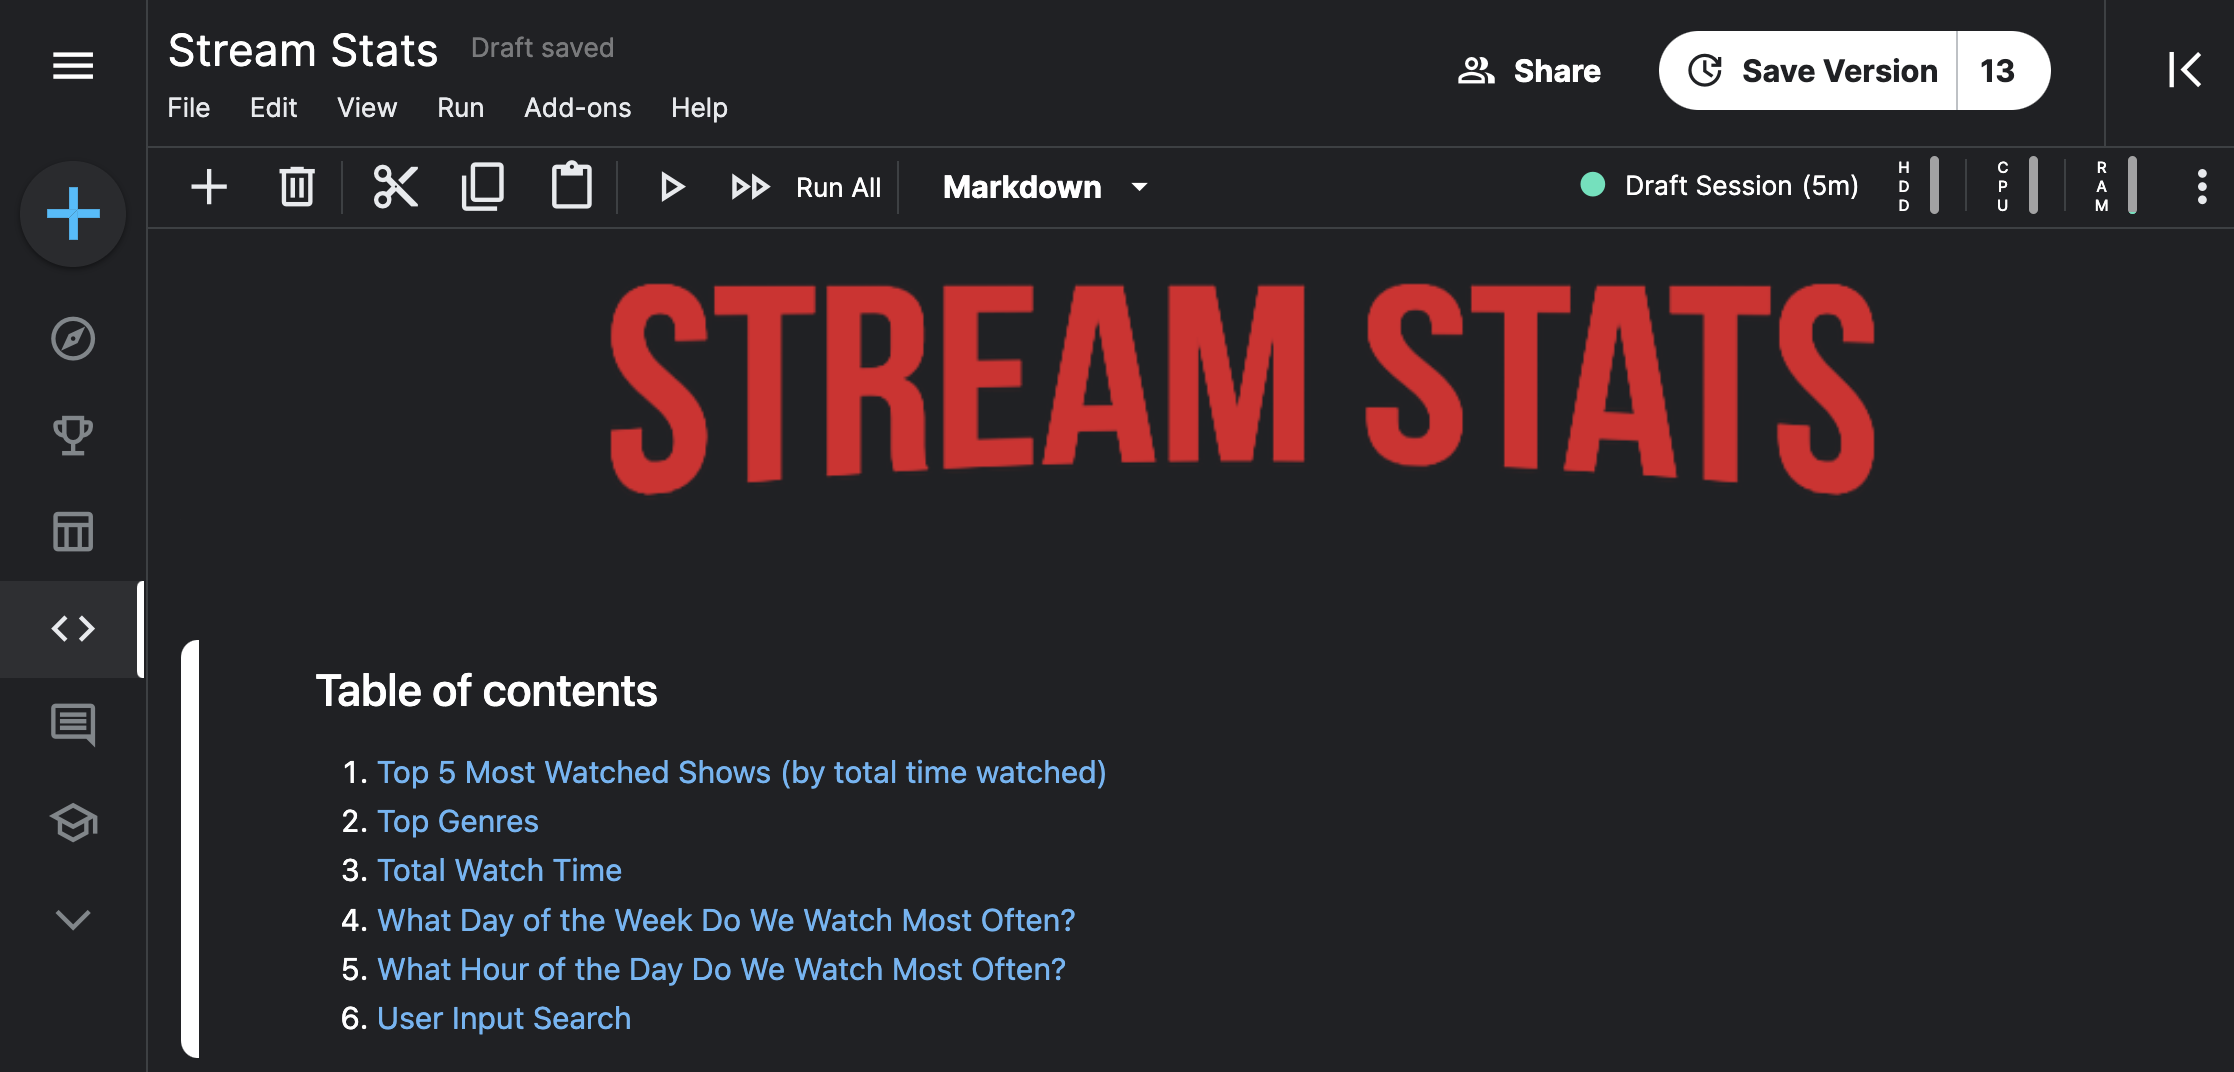 Stream Stats Draft saved
File Edit View Run Add-ons Help
Share
Save Version 13
Run All
Markdown
Draft Session (5m)
HDD
CPU
RAM
STREAM STATS
Table of contents
1. Top 5 Most Watched Shows (by total time watched)
2. Top Genres
3. Total Watch Time
4. What Day of the Week Do We Watch Most Often?
5. What Hour of the Day Do We Watch Most Often?
6. User Input Search